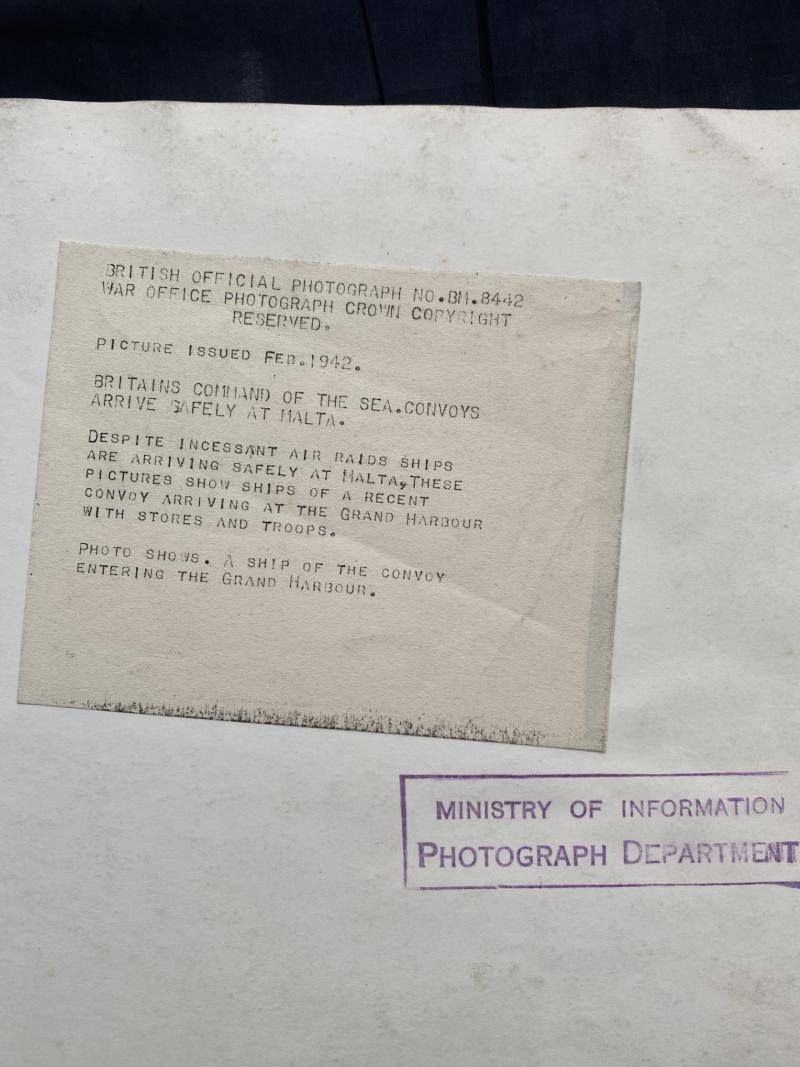 BRITISH OFFICIAL PHOTOGRAPH NO.BM.8442
WAR OFFICE PHOTOGRAPH CROWN COPYRIGHT
RESERVED.
PICTURE ISSUED FEB.1942.
BRITAINS COMMAND OF THE SEA.CONVOYS
ARRIVE SAFELY AT MALTA.
DESPITE INCESSANT AIR RAIDS SHIPS
ARE ARRIVING SAFELY AT MALTA,THESE
PICTURES SHOW SHIPS OF A RECENT
CONVOY ARRIVING AT THE GRAND HARBOUR
WITH STORES AND TROOPS.
PHOTO SHOWS. A SHIP OF THE CONVOY
ENTERING THE GRAND HARBOUR.
MINISTRY OF INFORMATION
PHOTOGRAPH DEPARTMENT